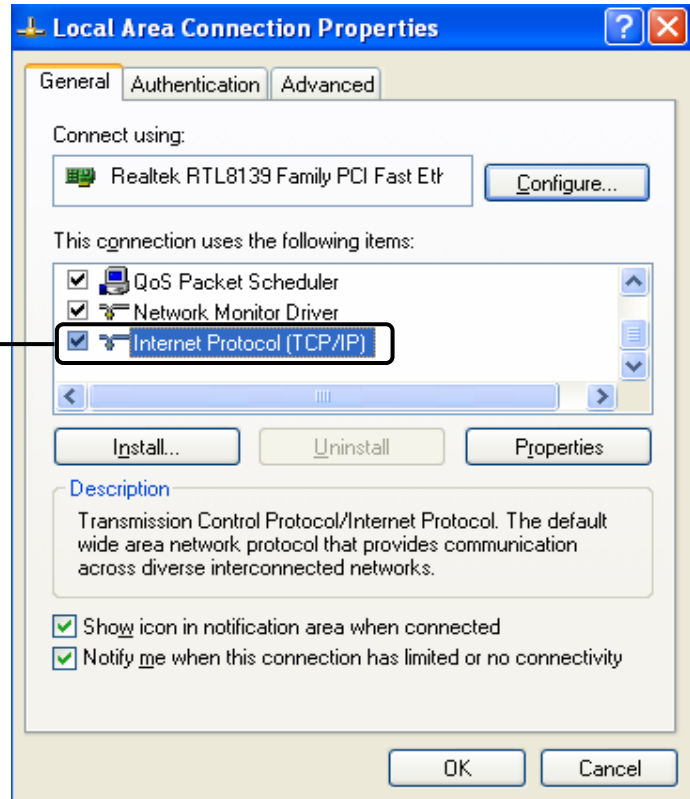 Local Area Connection Properties
General Authentication Advanced
Connect using:
Realtek RTL8139 Family PCI Fast Eth
Configure...
This connection uses the following items:
QoS Packet Scheduler
Network Monitor Driver
Internet Protocol (TCP/IP)
Install... Uninstall Properties
Description
Transmission Control Protocol/Internet Protocol. The default
wide area network protocol that provides communication
across diverse interconnected networks.
Show icon in notification area when connected
Notify me when this connection has limited or no connectivity
OK Cancel